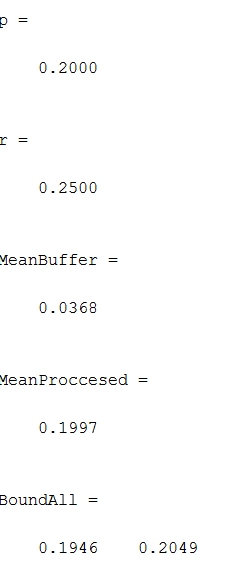 p =
0.2000
r =
0.2500
MeanBuffer =
0.0368
MeanProccesed =
0.1997
BoundAll =
0.1946 0.2049